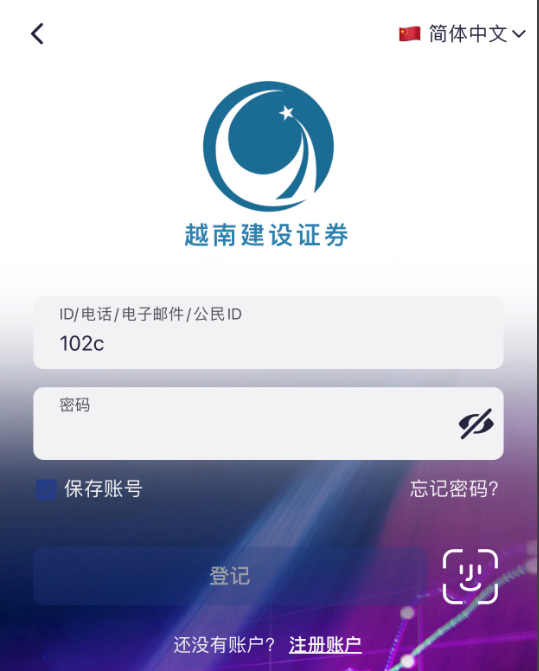 简体中文
越南建设证券
ID/电话/电子邮件/公民ID
102c
密码
保存账号
忘记密码?
登记
还没有账户? 注册账户